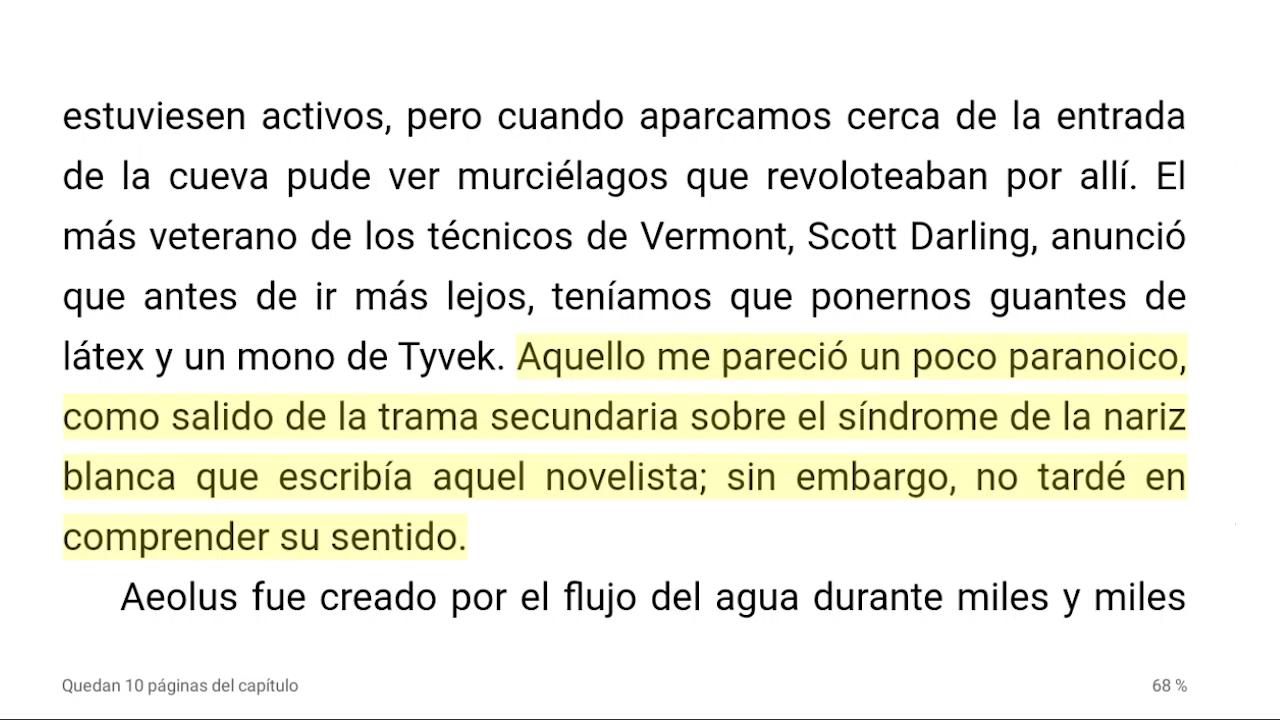 estuviesen activos, pero cuando aparcamos cerca de la entrada
de la cueva pude ver murciélagos que revoloteaban por allí. El
más veterano de los técnicos de Vermont, Scott Darling, anunció
que antes de ir más lejos, teníamos que ponernos guantes de
látex y un mono de Tyvek. Aquello me pareció un poco paranoico,
como salido de la trama secundaria sobre el síndrome de la nariz
blanca que escribía aquel novelista; sin embargo, no tardé en
comprender su sentido.
Aeolus fue creado por el flujo del agua durante miles y miles
Quedan 10 páginas del capítulo
68 %